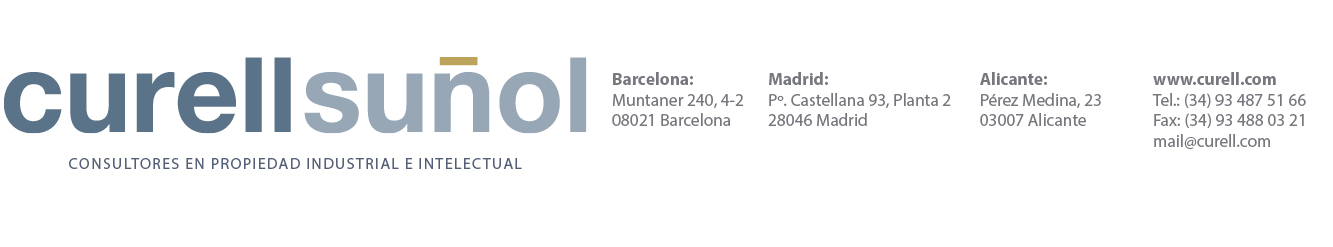 curellsuñol
CONSULTORES EN PROPIEDAD INDUSTRIAL E INTELECTUAL
Barcelona:
Muntaner 240, 4-2
08021 Barcelona
Madrid:
Pº. Castellana 93, Planta 2
28046 Madrid
Alicante:
Pérez Medina, 23
03007 Alicante
www.curell.com
Tel.: (34) 93 487 51 66
Fax: (34) 93 488 03 21
mail@curell.com